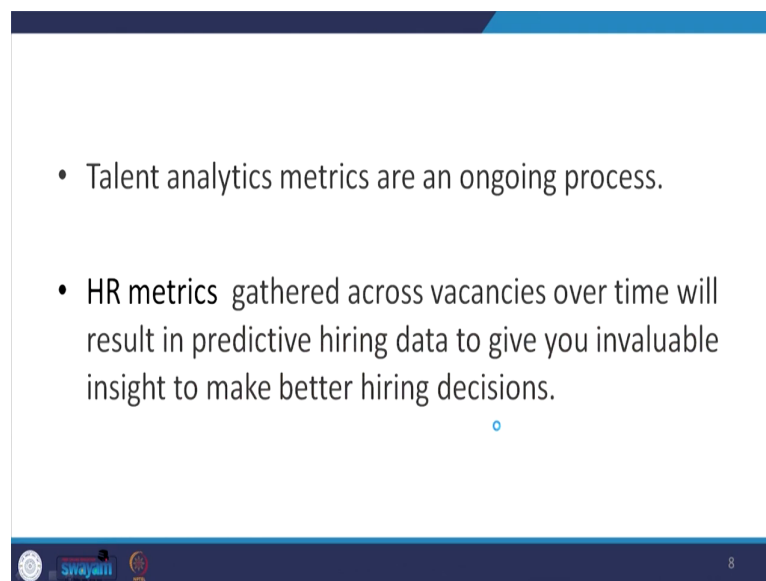 • Talent analytics metrics are an ongoing process.
• HR metrics gathered across vacancies over time will
result in predictive hiring data to give you invaluable
insight to make better hiring decisions.
swayam
8